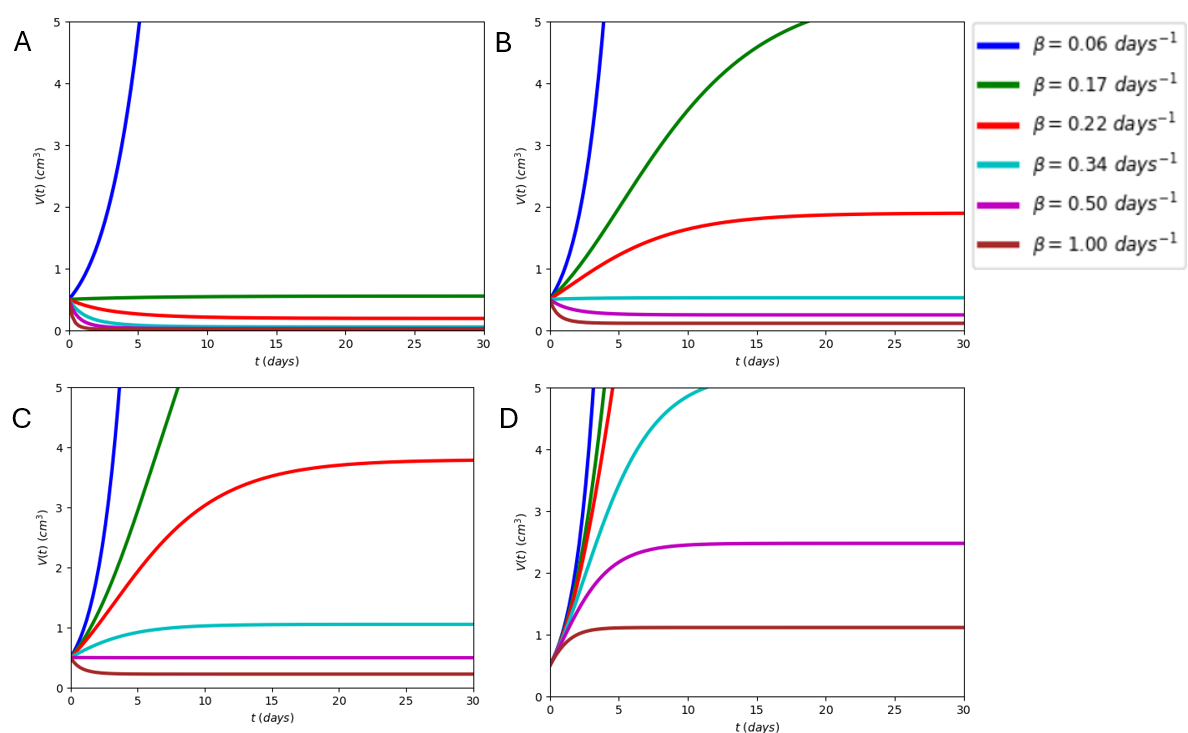 A
5
4
3
2
1
0
V(t) (cm³)
0 5 10 15 20 25 30
t (days)
B
5
4
3
2
1
0
V(t) (cm³)
0 5 10 15 20 25 30
t (days)
β = 0.06 days⁻¹
β = 0.17 days⁻¹
β = 0.22 days⁻¹
β = 0.34 days⁻¹
β = 0.50 days⁻¹
β = 1.00 days⁻¹
C
5
4
3
2
1
0
V(t) (cm³)
0 5 10 15 20 25 30
t (days)
D
5
4
3
2
1
0
V(t) (cm³)
0 5 10 15 20 25 30
t (days)